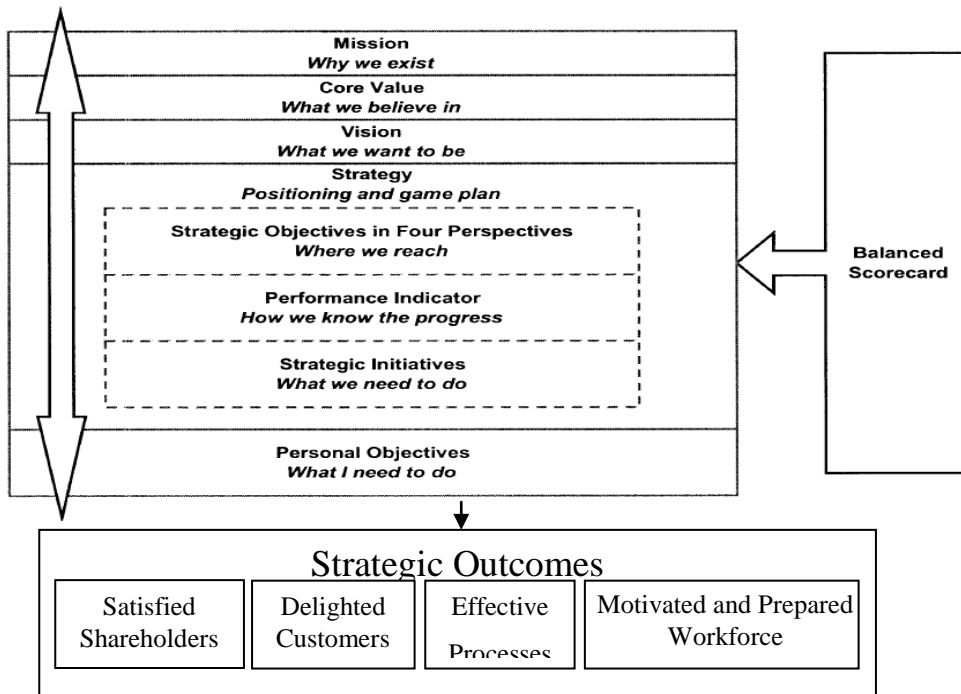 Mission
Why we exist
Core Value
What we believe in
Vision
What we want to be
Strategy
Positioning and game plan
Strategic Objectives in Four Perspectives
Where we reach
Performance Indicator
How we know the progress
Strategic Initiatives
What we need to do
Personal Objectives
What I need to do
Balanced
Scorecard
Strategic Outcomes
Satisfied
Shareholders
Delighted
Customers
Effective
Processes
Motivated and Prepared
Workforce